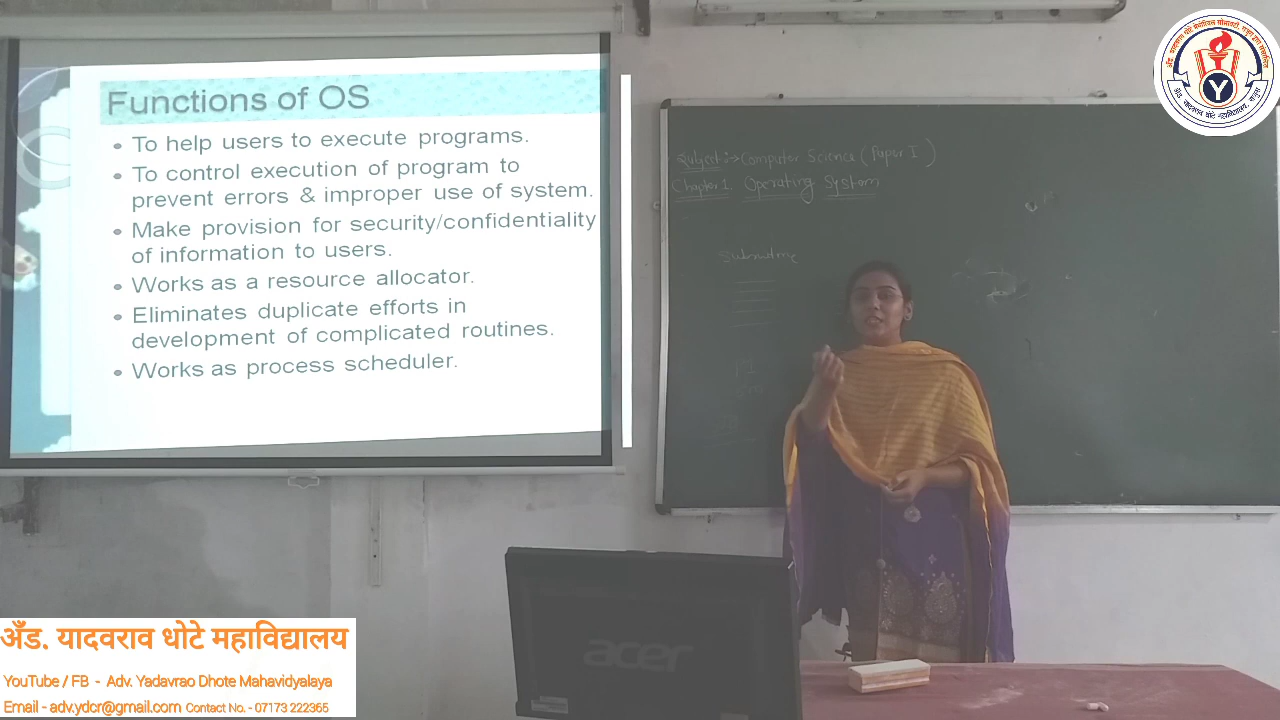 Functions of OS
To help users to execute programs.
To control execution of program to
prevent errors & improper use of system.
Make provision for security/confidentiality
of information to users.
Works as a resource allocator.
Eliminates duplicate efforts in
development of complicated routines.
Works as process scheduler.
Subject :→ Computer Science (Paper I)
Chapter 1. Operating System
Subroutine
acer
Y
अँड. यादवराव धोटे महाविद्यालय
YouTube / FB - Adv. Yadavrao Dhote Mahavidyalaya
Email - adv.ydcr@gmail.com Contact No. - 07173 222365